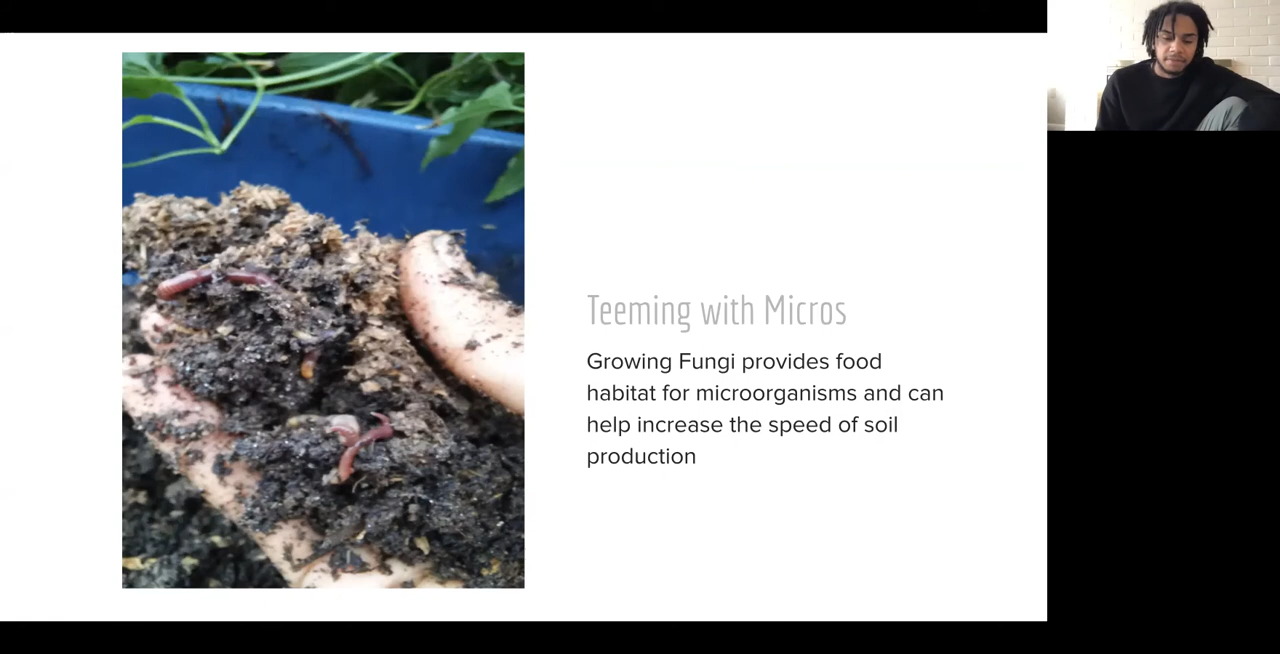 Teeming with Micros
Growing Fungi provides food
habitat for microorganisms and can
help increase the speed of soil
production